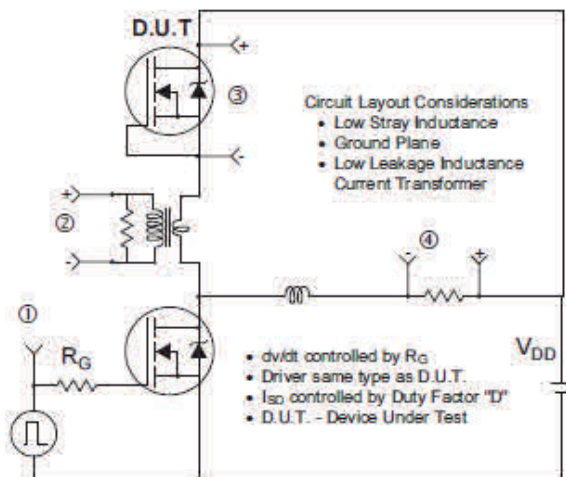 D.U.T
+
③
-
Circuit Layout Considerations
• Low Stray Inductance
• Ground Plane
• Low Leakage Inductance
Current Transformer
+
②
-
④
- +
①
RG
VDD
• dv/dt controlled by RG
• Driver same type as D.U.T.
• ISD controlled by Duty Factor "D"
• D.U.T. - Device Under Test